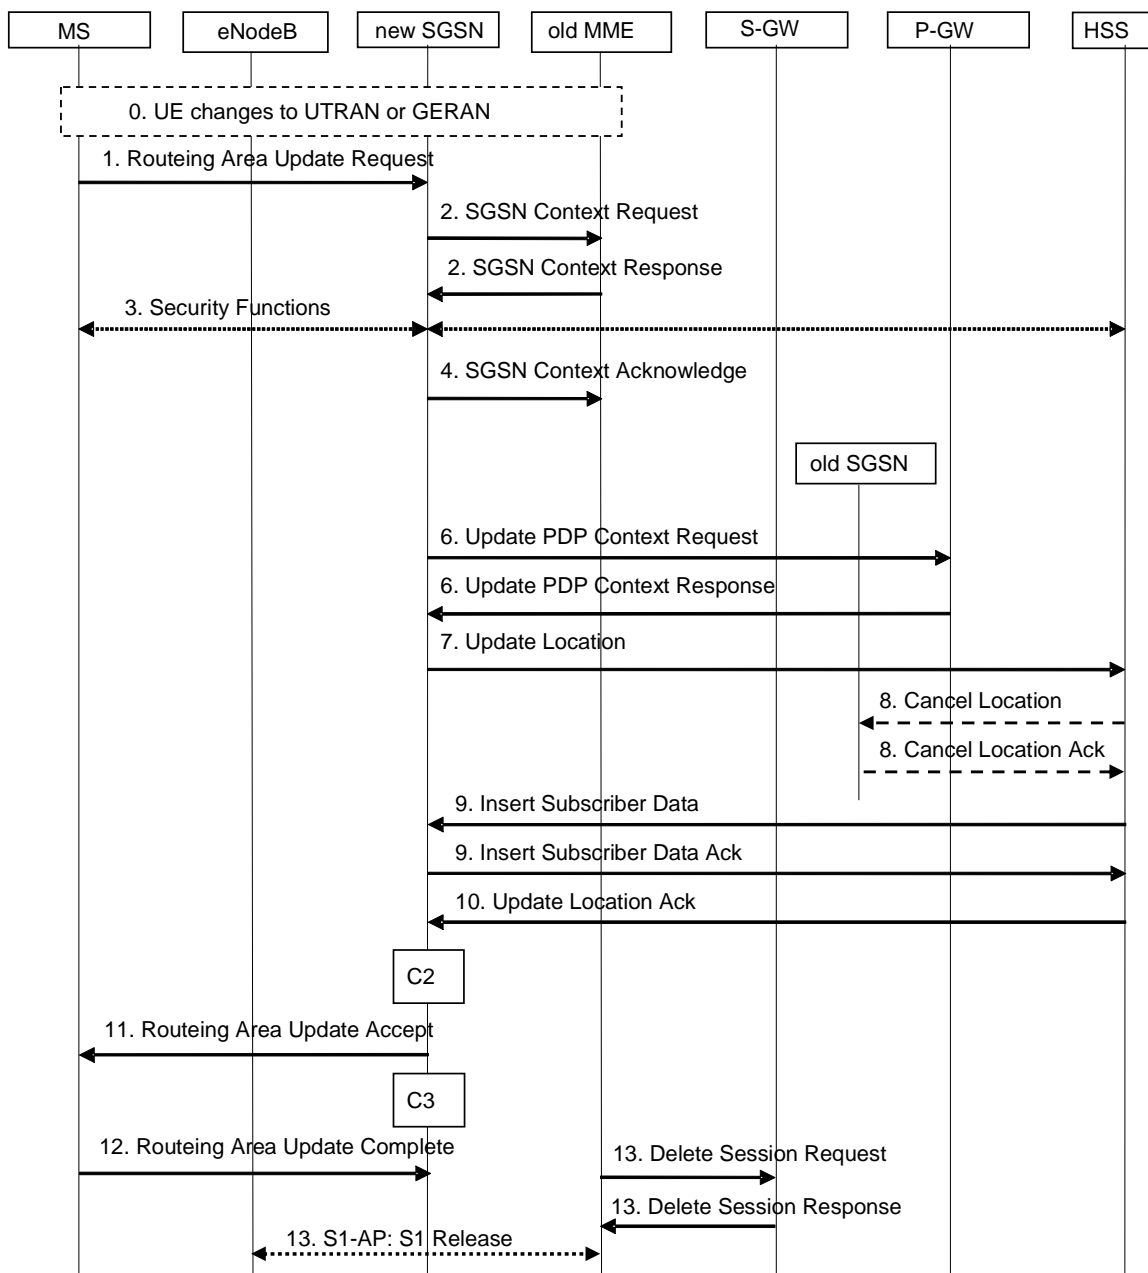 MS
eNodeB
new SGSN
old MME
S-GW
P-GW
HSS
0. UE changes to UTRAN or GERAN
1. Routeing Area Update Request
2. SGSN Context Request
2. SGSN Context Response
3. Security Functions
4. SGSN Context Acknowledge
old SGSN
6. Update PDP Context Request
6. Update PDP Context Response
7. Update Location
8. Cancel Location
8. Cancel Location Ack
9. Insert Subscriber Data
9. Insert Subscriber Data Ack
10. Update Location Ack
C2
11. Routeing Area Update Accept
C3
12. Routeing Area Update Complete
13. Delete Session Request
13. Delete Session Response
13. S1-AP: S1 Release